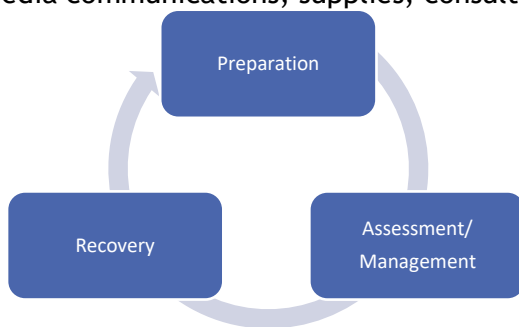 communications, supplies,
Preparation
Assessment/
Management
Recovery